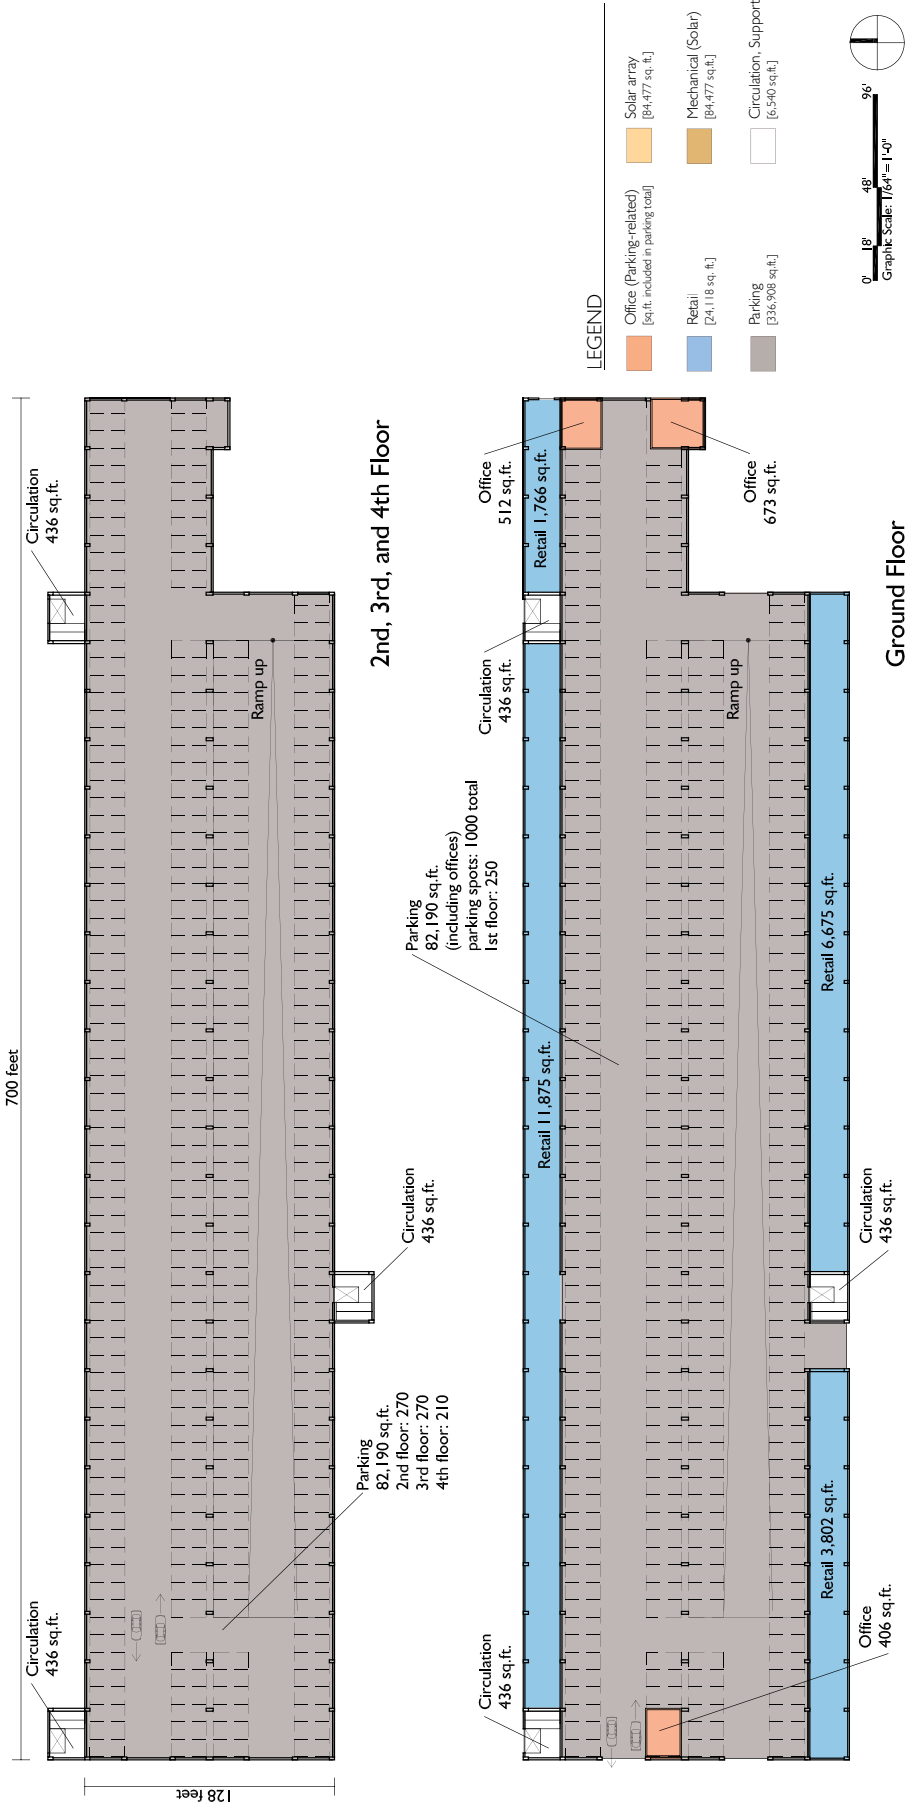 700 feet
128 feet
Circulation
436 sq.ft.
Circulation
436 sq.ft.
Circulation
436 sq.ft.
Ramp up
Parking
82,190 sq.ft.
2nd floor: 270
3rd floor: 270
4th floor: 210
2nd, 3rd, and 4th Floor
Circulation
436 sq.ft.
Circulation
436 sq.ft.
Office
512 sq.ft.
Parking
82,190 sq.ft.
(including offices)
parking spots: 1000 total
1st floor: 250
Retail 11,875 sq.ft.
Retail 1,766 sq.ft.
Ramp up
Office
673 sq.ft.
Retail 3,802 sq.ft.
Retail 6,675 sq.ft.
Office
406 sq.ft.
Circulation
436 sq.ft.
Ground Floor
LEGEND
Office (Parking-related)
[sq.ft. included in parking total]
Solar array
[84,477 sq. ft.]
Retail
[24,118 sq. ft.]
Mechanical (Solar)
[84,477 sq.ft.]
Parking
[336,908 sq.ft.]
Circulation, Support
[6,540 sq.ft.]
0' 18' 48' 96'
Graphic Scale: 1/64" = 1'-0"